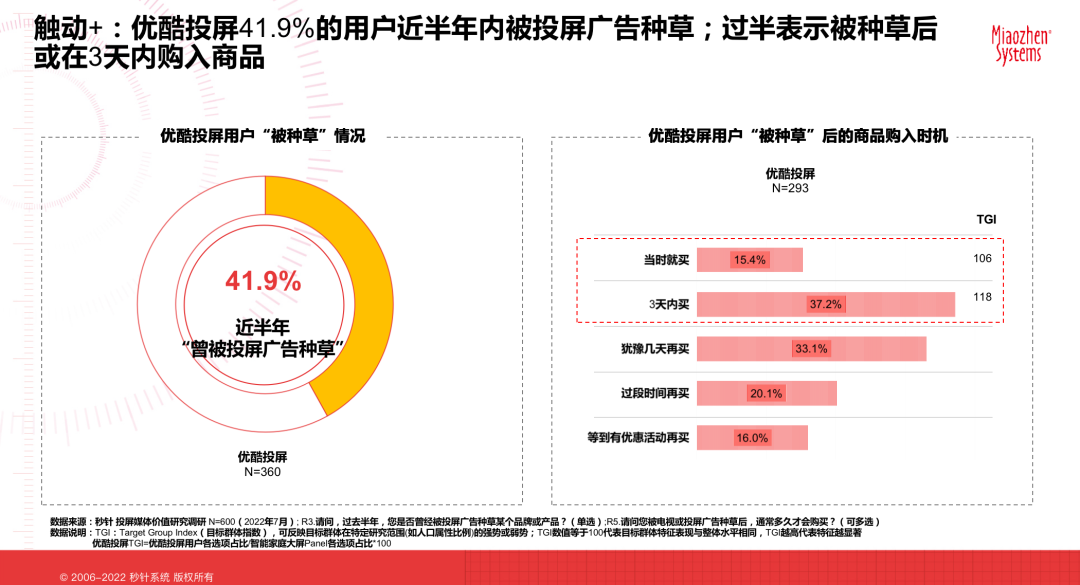 触动+：优酷投屏41.9%的用户近半年内被投屏广告种草；过半表示被种草后
或在3天内购入商品
Miaozhen
Systems
优酷投屏用户“被种草”情况
41.9%
近半年
“曾被投屏广告种草”
优酷投屏
N=360
优酷投屏用户“被种草”后的商品购入时机
优酷投屏
N=293
TGI
当时就买 15.4% 106
3天内买 37.2% 118
犹豫几天再买 33.1%
过段时间再买 20.1%
等到有优惠活动再买 16.0%
数据来源：秒针 投屏媒体价值研究调研 N=600（2022年7月）; R3.请问，过去半年，您是否曾经被投屏广告种草某个品牌或产品？（单选）;R5.请问您被电视或投屏广告种草后，通常多久才会购买？（可多选）
数据说明：TGI：Target Group Index（目标群体指数），可反映目标群体在特定研究范围(如人口属性比例)的强势或弱势；TGI数值等于100代表目标群体特征表现与整体水平相同，TGI越高代表特征越显著
优酷投屏TGI=优酷投屏用户各选项占比/智能家庭大屏Panel各选项占比*100
© 2006-2022 秒针系统 版权所有